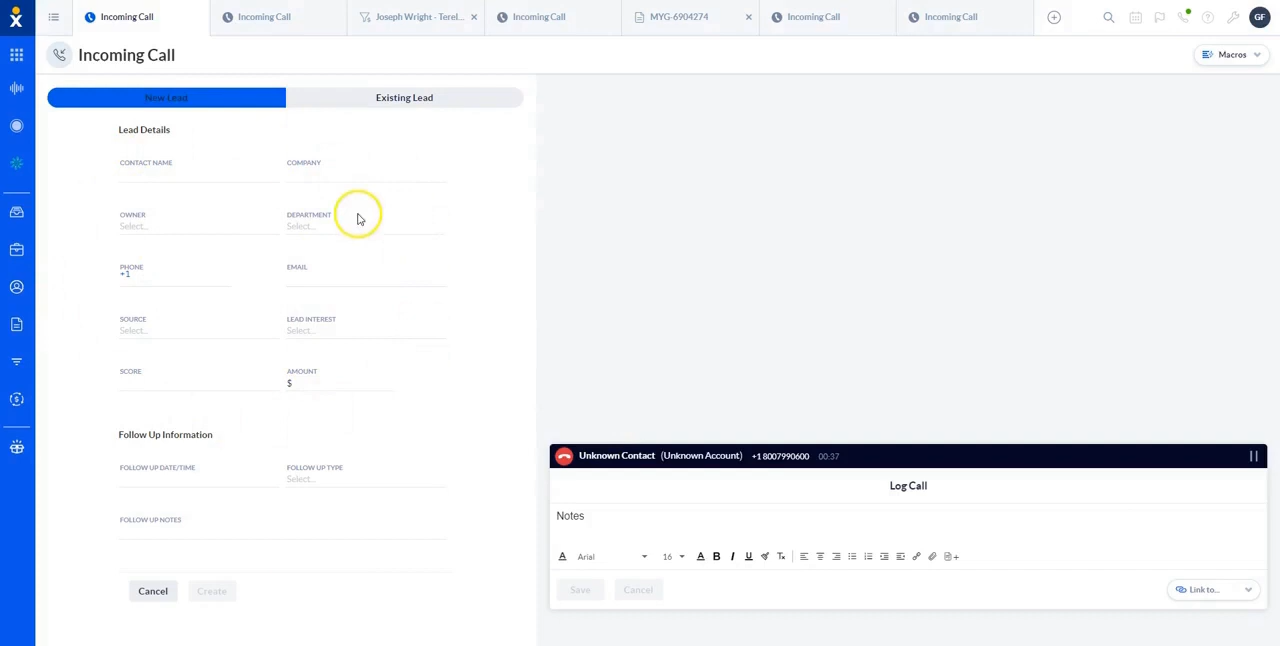 Incoming Call
Incoming Call
Joseph Wright - Terel...
Incoming Call
MYG-6904274
Incoming Call
Incoming Call
GF
Incoming Call
Macros
New Lead
Existing Lead
Lead Details
CONTACT NAME
COMPANY
OWNER
Select...
DEPARTMENT
Select...
PHONE
+1
EMAIL
SOURCE
Select...
LEAD INTEREST
Select...
SCORE
AMOUNT
$
Follow Up Information
FOLLOW UP DATE/TIME
FOLLOW UP TYPE
Select...
FOLLOW UP NOTES
Cancel
Create
Unknown Contact (Unknown Account) +1 8007990600 00:37
Log Call
Notes
A Arial 16 A B I U Tx
Save
Cancel
Link to...